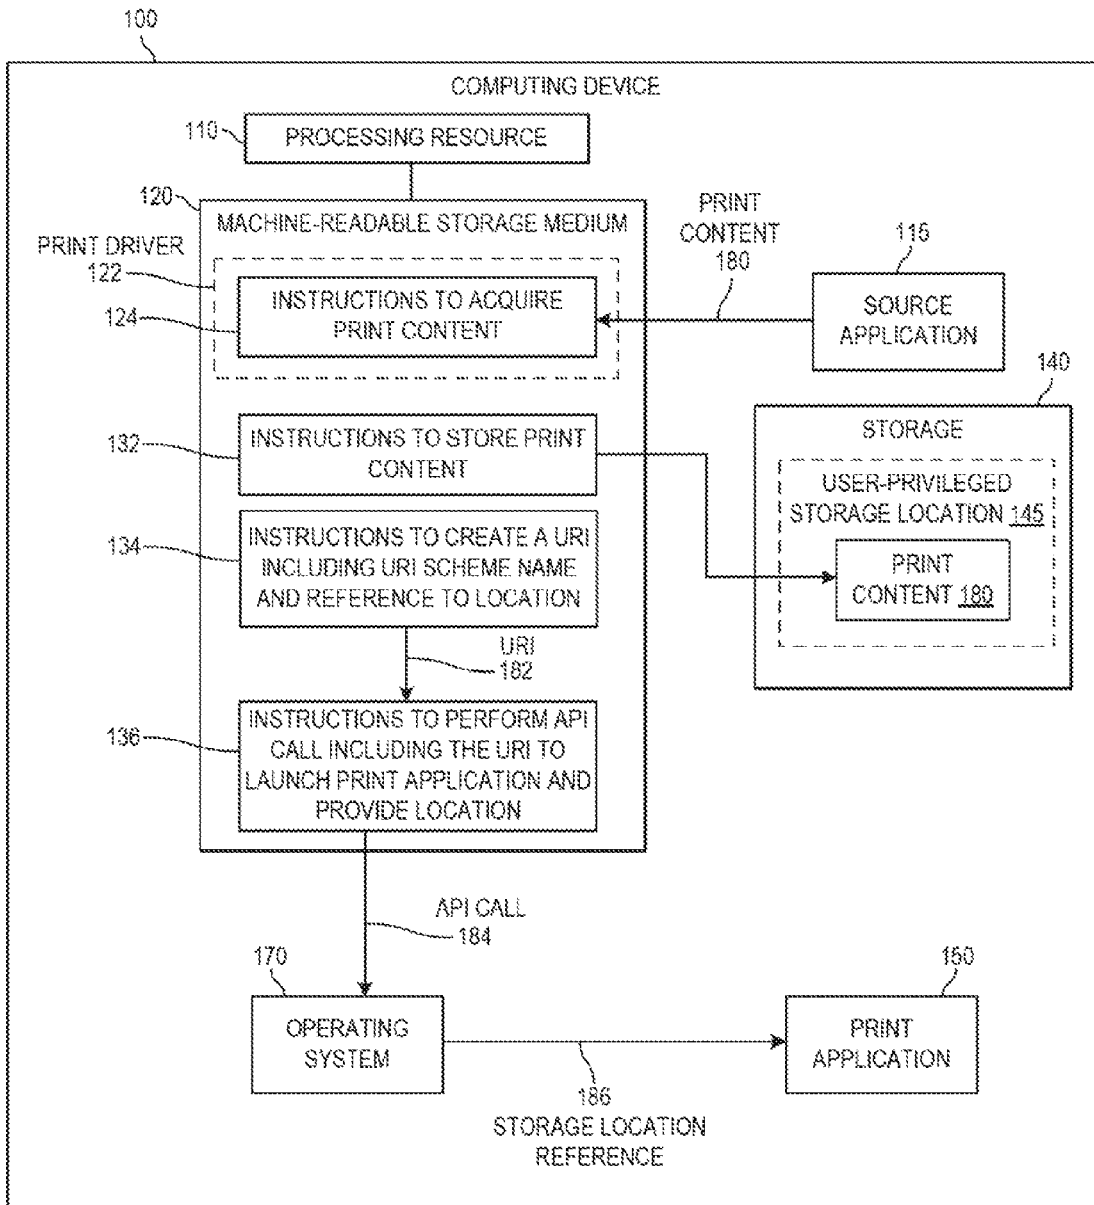 100
COMPUTING DEVICE
110
PROCESSING RESOURCE
120
MACHINE-READABLE STORAGE MEDIUM
PRINT DRIVER
122
124
INSTRUCTIONS TO ACQUIRE
PRINT CONTENT
PRINT
CONTENT
180
115
SOURCE
APPLICATION
132
INSTRUCTIONS TO STORE PRINT
CONTENT
140
STORAGE
USER-PRIVILEGED
STORAGE LOCATION 145
PRINT
CONTENT 180
134
INSTRUCTIONS TO CREATE A URI
INCLUDING URI SCHEME NAME
AND REFERENCE TO LOCATION
URI
182
136
INSTRUCTIONS TO PERFORM API
CALL INCLUDING THE URI TO
LAUNCH PRINT APPLICATION AND
PROVIDE LOCATION
API CALL
184
170
OPERATING
SYSTEM
150
PRINT
APPLICATION
186
STORAGE LOCATION
REFERENCE